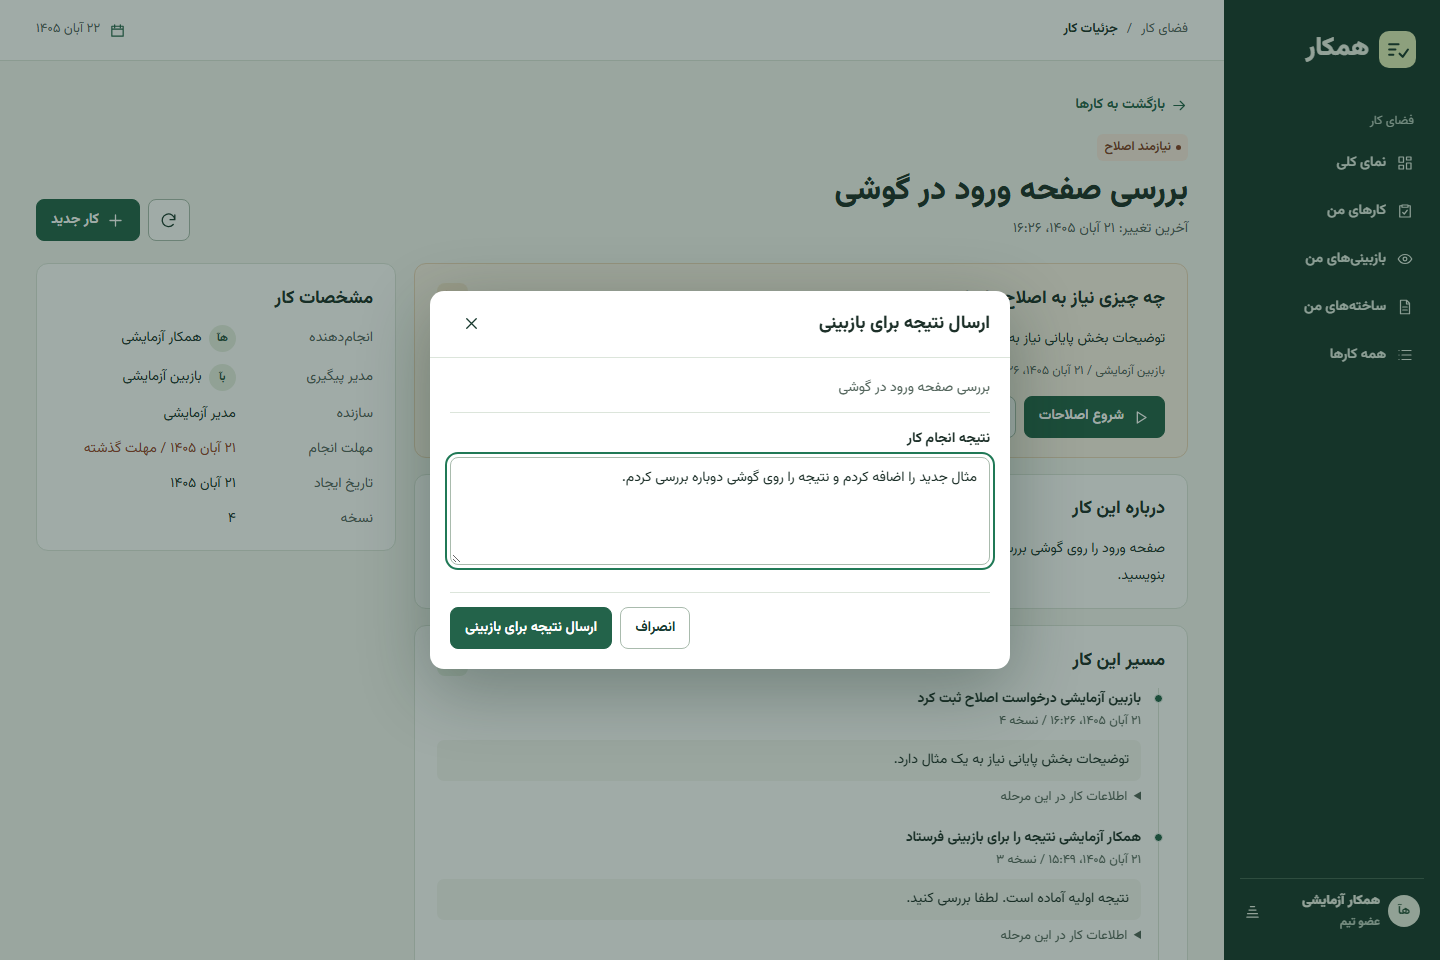 همکار
فضای کار
نمای کلی
کارهای من
بازبینی‌های من
ساخته‌های من
همه کارها
همکار آزمایشی
عضو تیم
هآ
فضای کار / جزئیات کار
۲۲ آبان ۱۴۰۵
بازگشت به کارها
نیازمند اصلاح
بررسی صفحه ورود در گوشی
آخرین تغییر: ۲۱ آبان ۱۴۰۵، ۱۶:۲۶
کار جدید
چه چیزی نیاز به اصلاح
توضیحات بخش پایانی نیاز به
بازبین آزمایشی / ۲۱ آبان ۱۴۰۵،
شروع اصلاحات
درباره این کار
صفحه ورود را روی گوشی
بنویسید.
مسیر این کار
بازبین آزمایشی درخواست اصلاح ثبت کرد
۲۱ آبان ۱۴۰۵، ۱۶:۲۶ / نسخه ۴
توضیحات بخش پایانی نیاز به یک مثال دارد.
اطلاعات کار در این مرحله
همکار آزمایشی نتیجه را برای بازبینی فرستاد
۲۱ آبان ۱۴۰۵، ۱۵:۴۹ / نسخه ۳
نتیجه اولیه آماده است. لطفا بررسی کنید.
اطلاعات کار در این مرحله
مشخصات کار
انجام‌دهنده هآ همکار آزمایشی
مدیر پیگیری بآ بازبین آزمایشی
سازنده مدیر آزمایشی
مهلت انجام ۲۱ آبان ۱۴۰۵ / مهلت گذشته
تاریخ ایجاد ۲۱ آبان ۱۴۰۵
نسخه ۴
ارسال نتیجه برای بازبینی
بررسی صفحه ورود در گوشی
نتیجه انجام کار
مثال جدید را اضافه کردم و نتیجه را روی گوشی دوباره بررسی کردم.
انصراف
ارسال نتیجه برای بازبینی